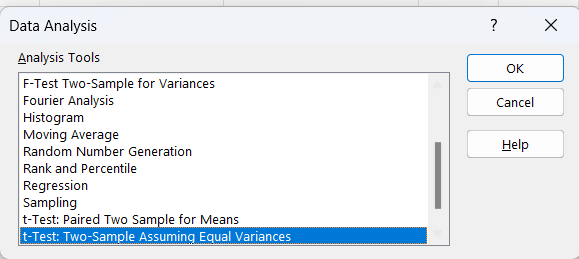 Data Analysis
?
Analysis Tools
F-Test Two-Sample for Variances
Fourier Analysis
Histogram
Moving Average
Random Number Generation
Rank and Percentile
Regression
Sampling
t-Test: Paired Two Sample for Means
t-Test: Two-Sample Assuming Equal Variances
OK
Cancel
Help